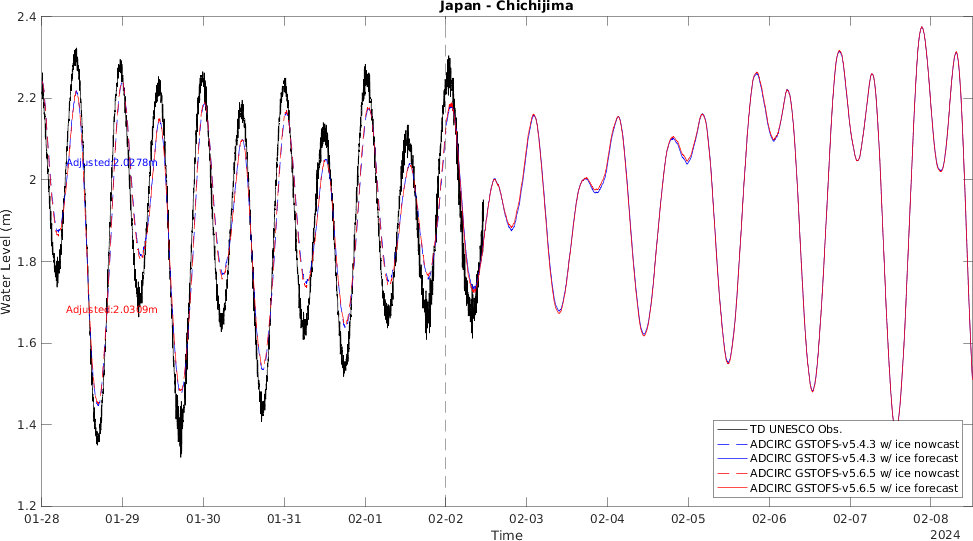 Japan - Chichijima
2.4
2.2
2
1.8
1.6
1.4
1.2
Water Level (m)
Adjusted:2.0278m
Adjusted:2.0309m
TD UNESCO Obs.
ADCIRC GSTOFS-v5.4.3 w/ ice nowcast
ADCIRC GSTOFS-v5.4.3 w/ ice forecast
ADCIRC GSTOFS-v5.6.5 w/ ice nowcast
ADCIRC GSTOFS-v5.6.5 w/ ice forecast
01-28 01-29 01-30 01-31 02-01 02-02 02-03 02-04 02-05 02-06 02-07 02-08
Time
2024